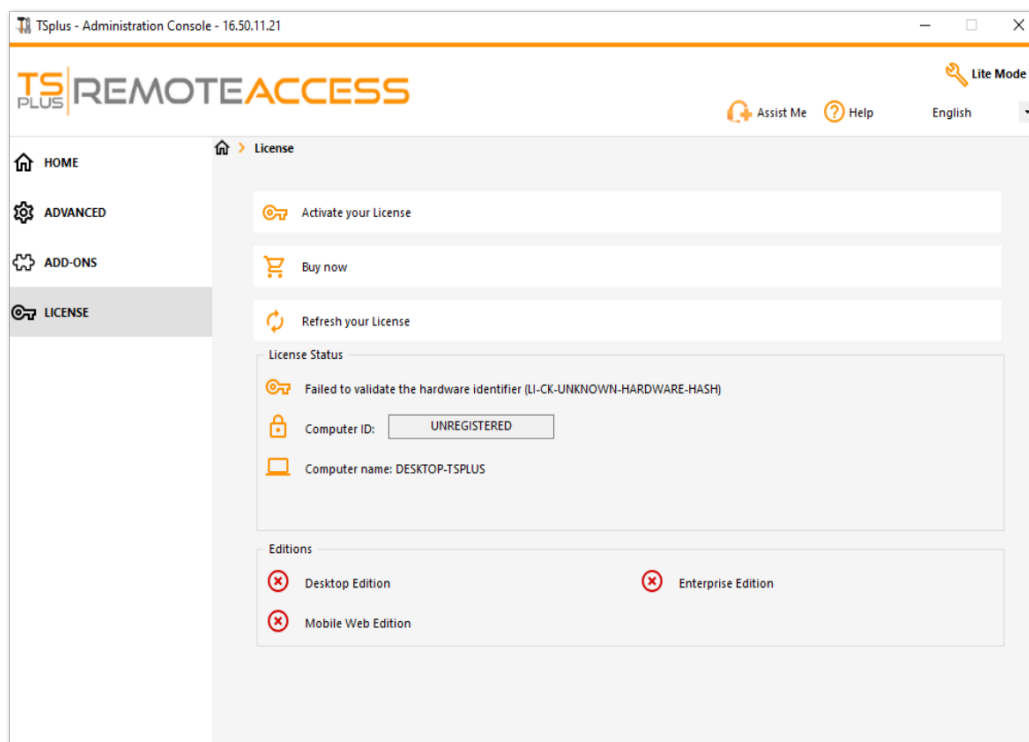 TSplus - Administration Console - 16.50.11.21
TS PLUS REMOTEACCESS
Lite Mode
Assist Me
Help
English
HOME
ADVANCED
ADD-ONS
LICENSE
License
Activate your License
Buy now
Refresh your License
License Status
Failed to validate the hardware identifier (LI-CK-UNKNOWN-HARDWARE-HASH)
Computer ID: UNREGISTERED
Computer name: DESKTOP-TSPLUS
Editions
Desktop Edition
Enterprise Edition
Mobile Web Edition